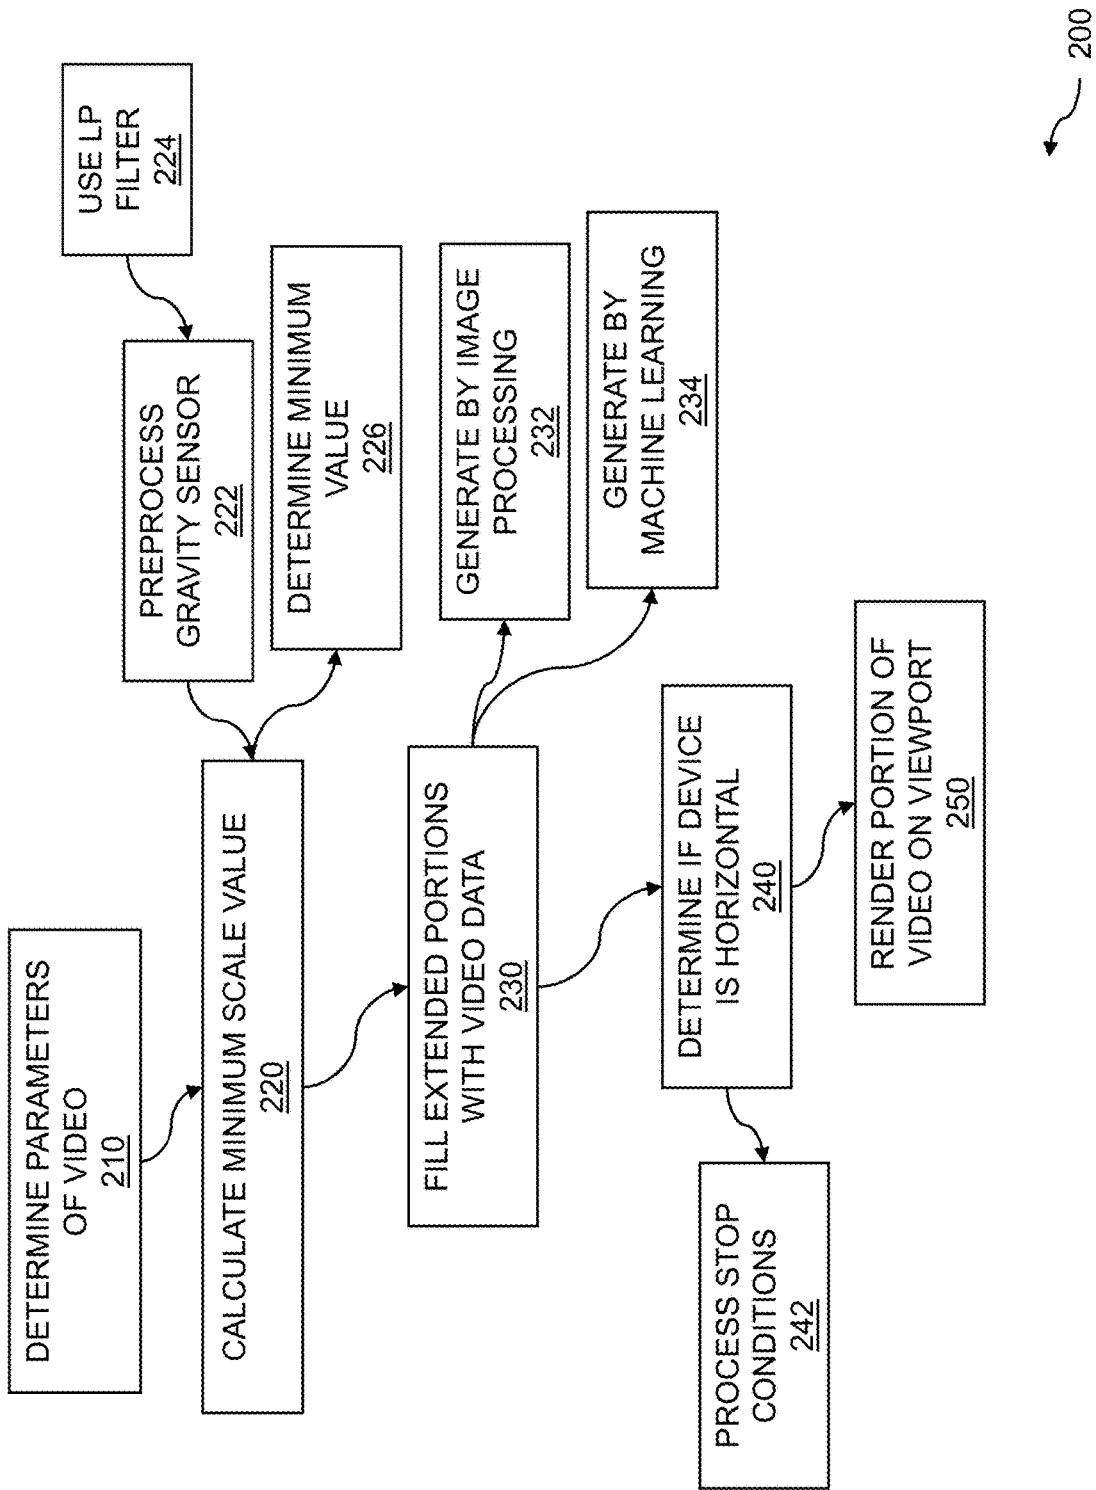 DETERMINE PARAMETERS
OF VIDEO
210
CALCULATE MINIMUM SCALE VALUE
220
PREPROCESS
GRAVITY SENSOR
222
USE LP
FILTER
224
DETERMINE MINIMUM
VALUE
226
FILL EXTENDED PORTIONS
WITH VIDEO DATA
230
GENERATE BY IMAGE
PROCESSING
232
GENERATE BY
MACHINE LEARNING
234
DETERMINE IF DEVICE
IS HORIZONTAL
240
PROCESS STOP
CONDITIONS
242
RENDER PORTION OF
VIDEO ON VIEWPORT
250
200